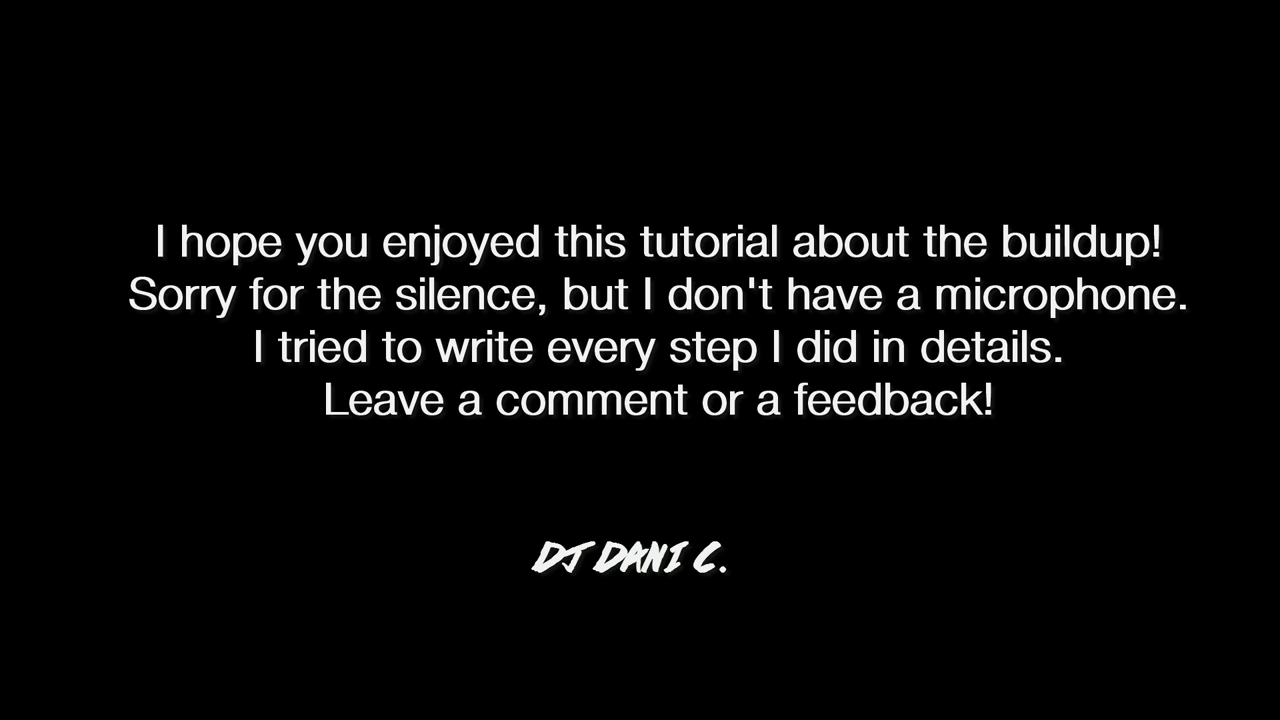 I hope you enjoyed this tutorial about the buildup!
Sorry for the silence, but I don't have a microphone.
I tried to write every step I did in details.
Leave a comment or a feedback!
DJ DANI C.